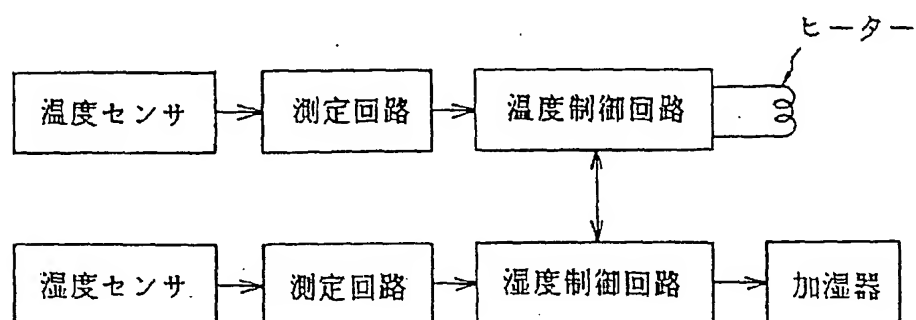 ヒーター
温度センサ 測定回路 温度制御回路
湿度センサ 測定回路 湿度制御回路 加湿器